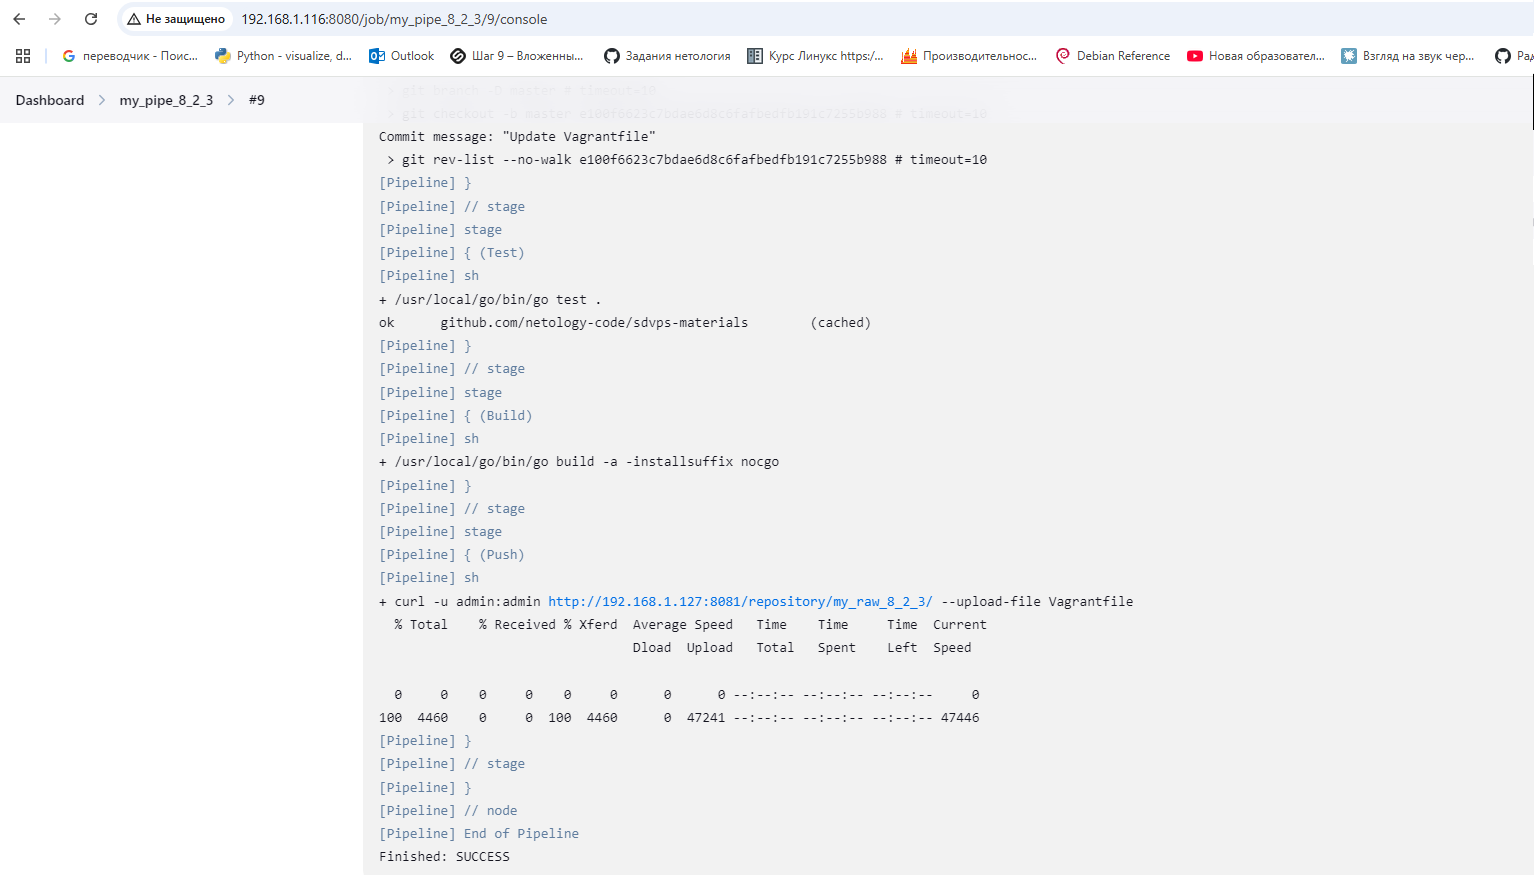 Не защищено 192.168.1.116:8080/job/my_pipe_8_2_3/9/console
переводчик - Поис... Python - visualize, d... Outlook Шаг 9 – Вложенны... Задания нетология Курс Линукс https:/... Производительнос... Debian Reference Новая образовател... Взгляд на звук чер... Рад
Dashboard my_pipe_8_2_3 #9
> git branch -D master # timeout=10
> git checkout -b master e100f6623c7bdae6d8c6fafbedfb191c7255b988 # timeout=10
Commit message: "Update Vagrantfile"
> git rev-list --no-walk e100f6623c7bdae6d8c6fafbedfb191c7255b988 # timeout=10
[Pipeline] }
[Pipeline] // stage
[Pipeline] stage
[Pipeline] { (Test)
[Pipeline] sh
+ /usr/local/go/bin/go test .
ok github.com/netology-code/sdvps-materials (cached)
[Pipeline] }
[Pipeline] // stage
[Pipeline] stage
[Pipeline] { (Build)
[Pipeline] sh
+ /usr/local/go/bin/go build -a -installsuffix nocgo
[Pipeline] }
[Pipeline] // stage
[Pipeline] stage
[Pipeline] { (Push)
[Pipeline] sh
+ curl -u admin:admin http://192.168.1.127:8081/repository/my_raw_8_2_3/ --upload-file Vagrantfile
% Total % Received % Xferd Average Speed Time Time Time Current
Dload Upload Total Spent Left Speed
0 0 0 0 0 0 0 0 --:--:-- --:--:-- --:--:-- 0
100 4460 0 0 100 4460 0 47241 --:--:-- --:--:-- --:--:-- 47446
[Pipeline] }
[Pipeline] // stage
[Pipeline] }
[Pipeline] // node
[Pipeline] End of Pipeline
Finished: SUCCESS